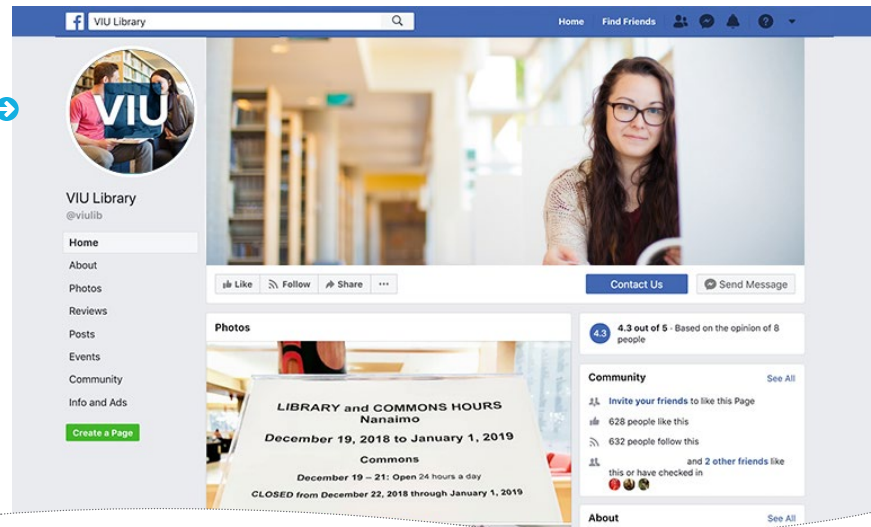 VIU Library
Home Find Friends
VIU
VIU Library
@viulib
Home
About
Photos
Reviews
Posts
Events
Community
Info and Ads
Create a Page
Like Follow Share ...
Contact Us Send Message
Photos
LIBRARY and COMMONS HOURS
Nanaimo
December 19, 2018 to January 1, 2019
Commons
December 19 – 21: Open 24 hours a day
CLOSED from December 22, 2018 through January 1, 2019
4.3 4.3 out of 5 · Based on the opinion of 8
people
Community See All
Invite your friends to like this Page
628 people like this
632 people follow this
and 2 other friends like
this or have checked in
About See All